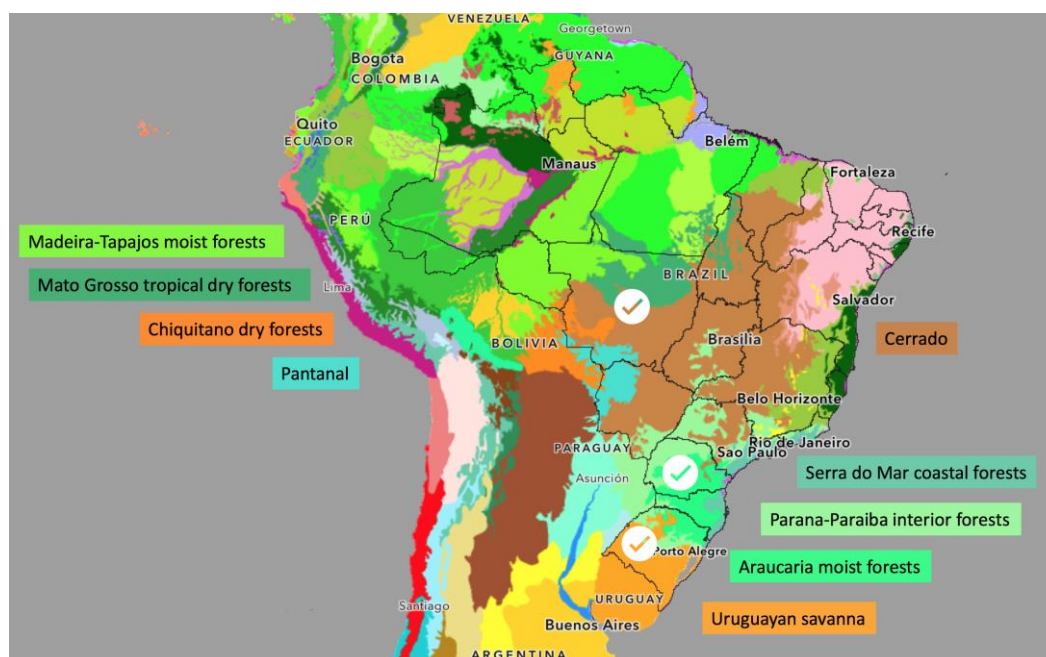 VENEZUELA
Georgetown
Bogota
GUYANA
COLOMBIA
Quito
ECUADOR
Belém
Manaus
Fortaleza
PERÚ
Recife
Madeira-Tapajos moist forests
Mato Grosso tropical dry forests
BRAZIL
Lima
Salvador
Chiquitano dry forests
BOLIVIA
Brasilia
Cerrado
Pantanal
Belo Horizonte
Rio de Janeiro
PARAGUAY
Sao Paulo
Serra do Mar coastal forests
Asunción
Parana-Paraiba interior forests
Porto Alegre
Araucaria moist forests
Santiago
URUGUAY
Uruguayan savanna
Buenos Aires
ARGENTINA